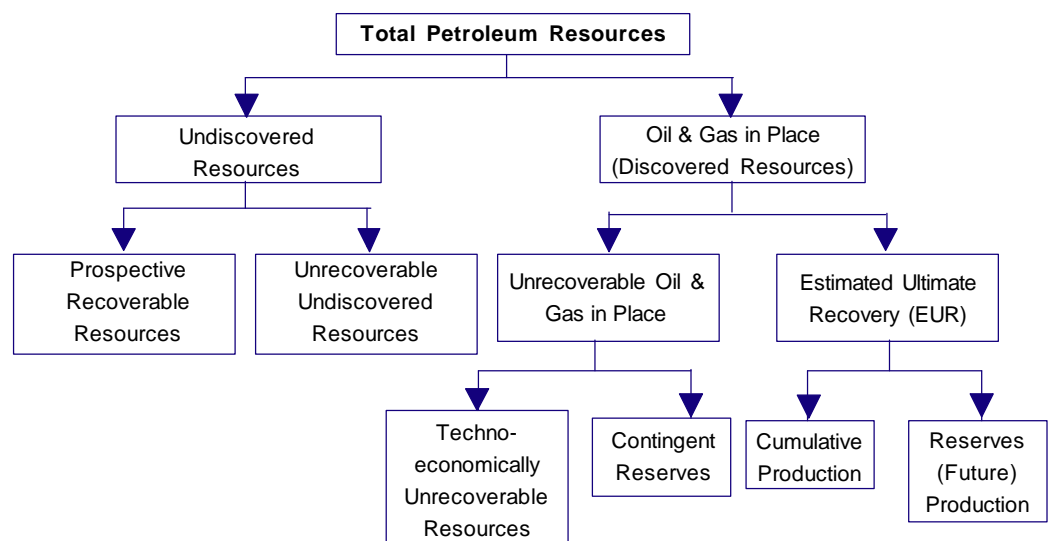 Total Petroleum Resources
Undiscovered
Resources
Oil & Gas in Place
(Discovered Resources)
Prospective
Recoverable
Resources
Unrecoverable
Undiscovered
Resources
Unrecoverable Oil &
Gas in Place
Estimated Ultimate
Recovery (EUR)
Techno-
economically
Unrecoverable
Resources
Contingent
Reserves
Cumulative
Production
Reserves
(Future)
Production